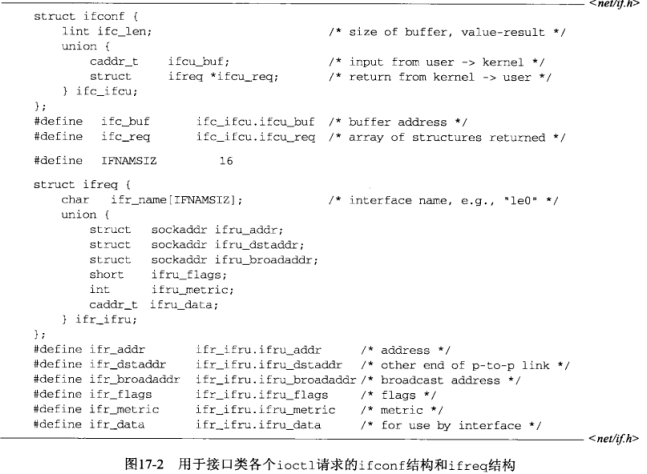 <net/if.h>
struct ifconf {
    lint ifc_len;                    /* size of buffer, value-result */
    union {
        caddr_t    ifcu_buf;         /* input from user -> kernel */
        struct     ifreq *ifcu_req;  /* return from kernel -> user */
    } ifc_ifcu;
};
#define  ifc_buf     ifc_ifcu.ifcu_buf  /* buffer address */
#define  ifc_req     ifc_ifcu.ifcu_req  /* array of structures returned */
#define  IFNAMSIZ       16
struct ifreq {
    char   ifr_name[IFNAMSIZ];       /* interface name, e.g., "le0" */
    union {
        struct   sockaddr ifru_addr;
        struct   sockaddr ifru_dstaddr;
        struct   sockaddr ifru_broadaddr;
        short    ifru_flags;
        int      ifru_metric;
        caddr_t  ifru_data;
    } ifr_ifru;
};
#define ifr_addr       ifr_ifru.ifru_addr     /* address */
#define ifr_dstaddr    ifr_ifru.ifru_dstaddr  /* other end of p-to-p link */
#define ifr_broadaddr  ifr_ifru.ifru_broadaddr /* broadcast address */
#define ifr_flags      ifr_ifru.ifru_flags    /* flags */
#define ifr_metric     ifr_ifru.ifru_metric   /* metric */
#define ifr_data       ifr_ifru.ifru_data     /* for use by interface */
<net/if.h>
图17-2 用于接口类各个ioctl请求的ifconf结构和ifreq结构